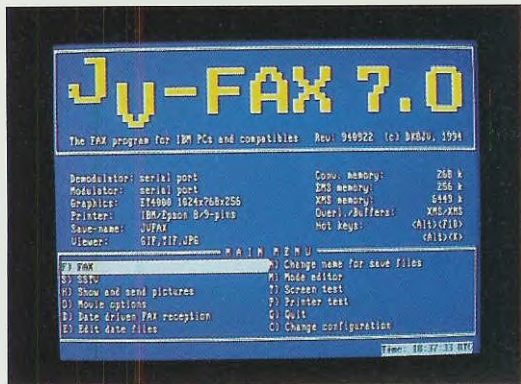 JV-FAX 7.0
The FAX program for IBM PCs and compatibles Rev: 940922 (c) DK8JV, 1994
Demodulator: serial port
Modulator: serial port
Graphics: ET4000 1024x768x256
Printer: IBM/Epson 8/9-pins
Save-name: JVFAX
Viewer: GIF,TIF,JPG
Conv. memory: 268 k
EMS memory: 256 k
XMS memory: 6449 k
Overl./Buffers: XMS/XMS
Hot keys: <Alt><F10>
<Alt><X>
MAIN MENU
F) FAX
S) SSTV
H) Show and send pictures
O) Movie options
D) Date driven FAX reception
E) Edit date files
Change name for save files
M) Mode editor
T) Screen test
P) Printer test
Q) Quit
C) Change configuration
Time: 18:37:33 UTC